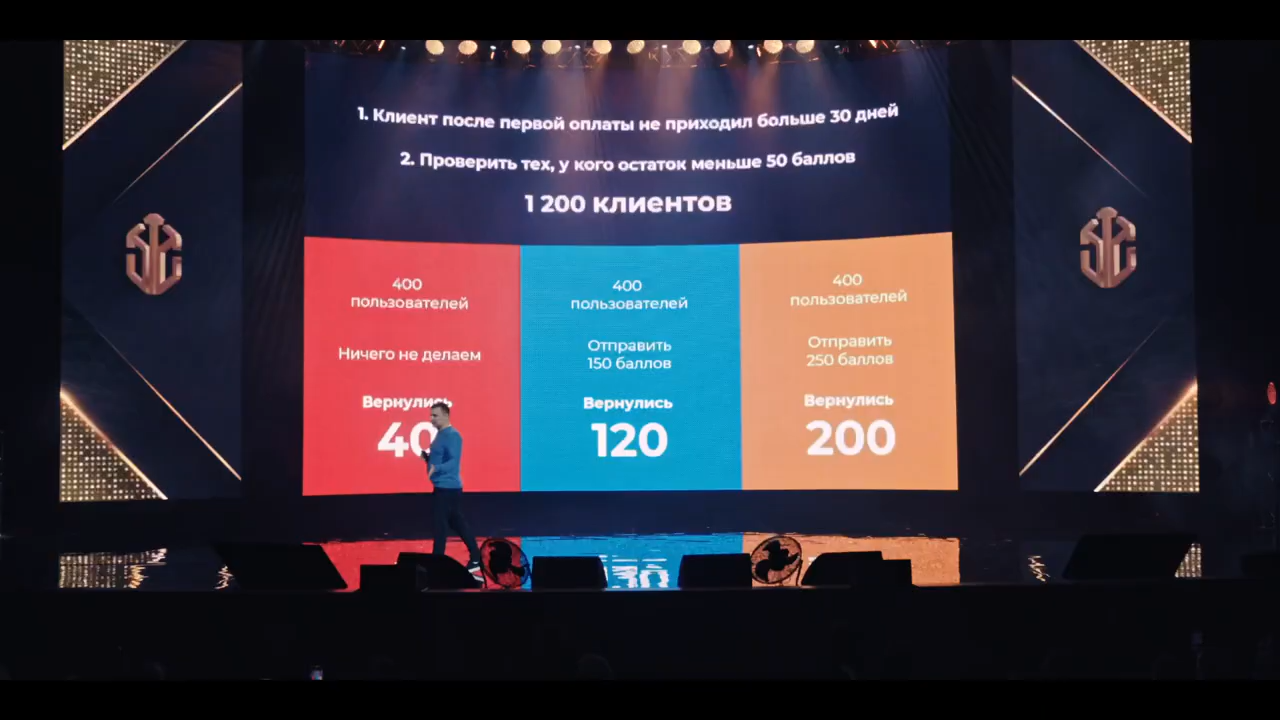 1. Клиент после первой оплаты не приходил больше 30 дней
2. Проверить тех, у кого остаток меньше 50 баллов
1 200 клиентов
400
пользователей
Ничего не делаем
Вернулись
40
400
пользователей
Отправить
150 баллов
Вернулись
120
400
пользователей
Отправить
250 баллов
Вернулись
200